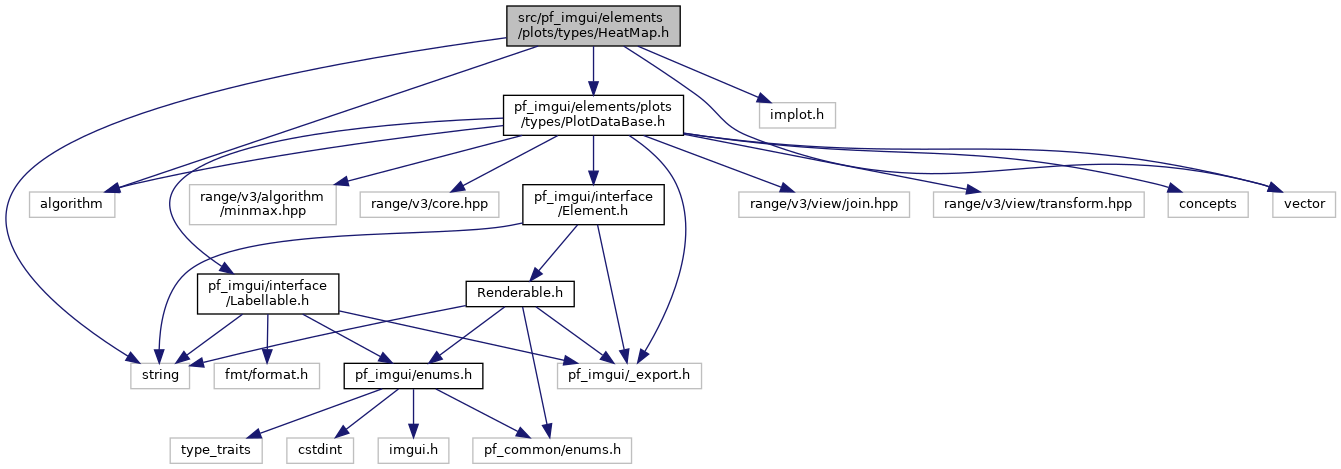 src/pf_imgui/elements
/plots/types/HeatMap.h
pf_imgui/elements/plots
/types/PlotDataBase.h
implot.h
algorithm
range/v3/algorithm
/minmax.hpp
range/v3/core.hpp
pf_imgui/interface
/Element.h
range/v3/view/join.hpp
range/v3/view/transform.hpp
concepts
vector
pf_imgui/interface
/Labellable.h
Renderable.h
string
fmt/format.h
pf_imgui/enums.h
pf_imgui/_export.h
type_traits
cstdint
imgui.h
pf_common/enums.h